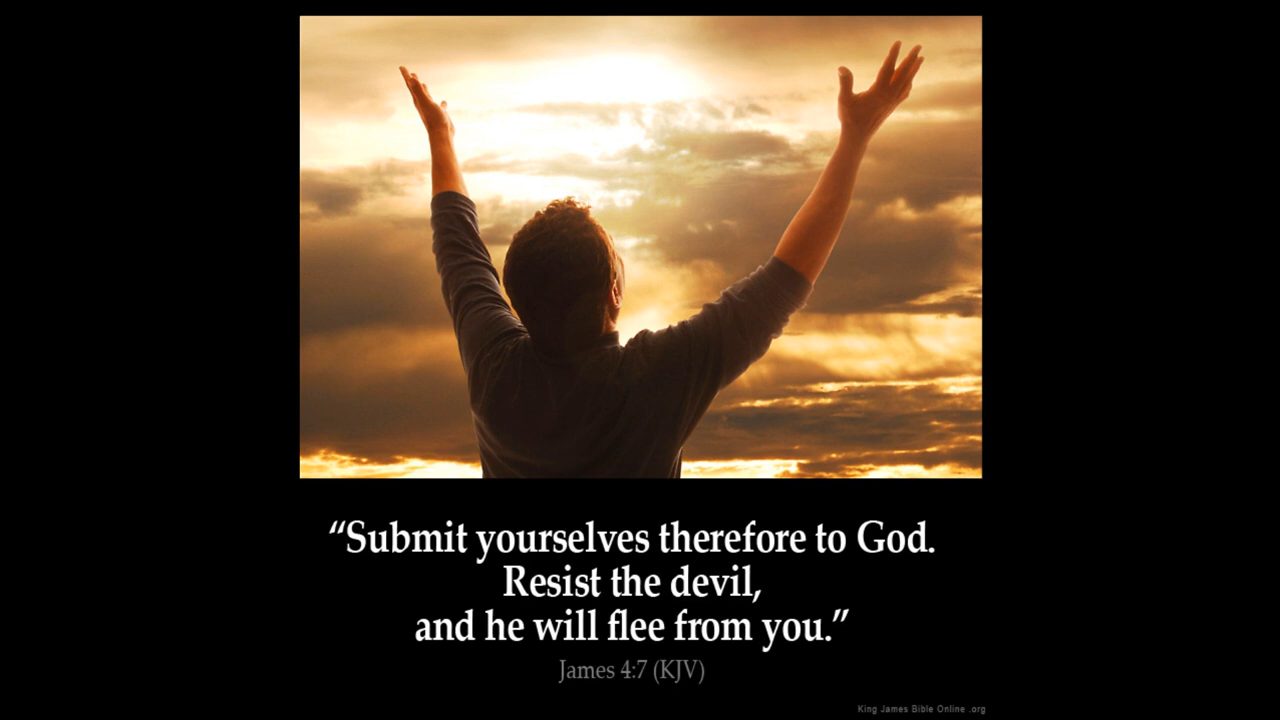 “Submit yourselves therefore to God.
Resist the devil,
and he will flee from you.”
James 4:7 (KJV)
King James Bible Online .org